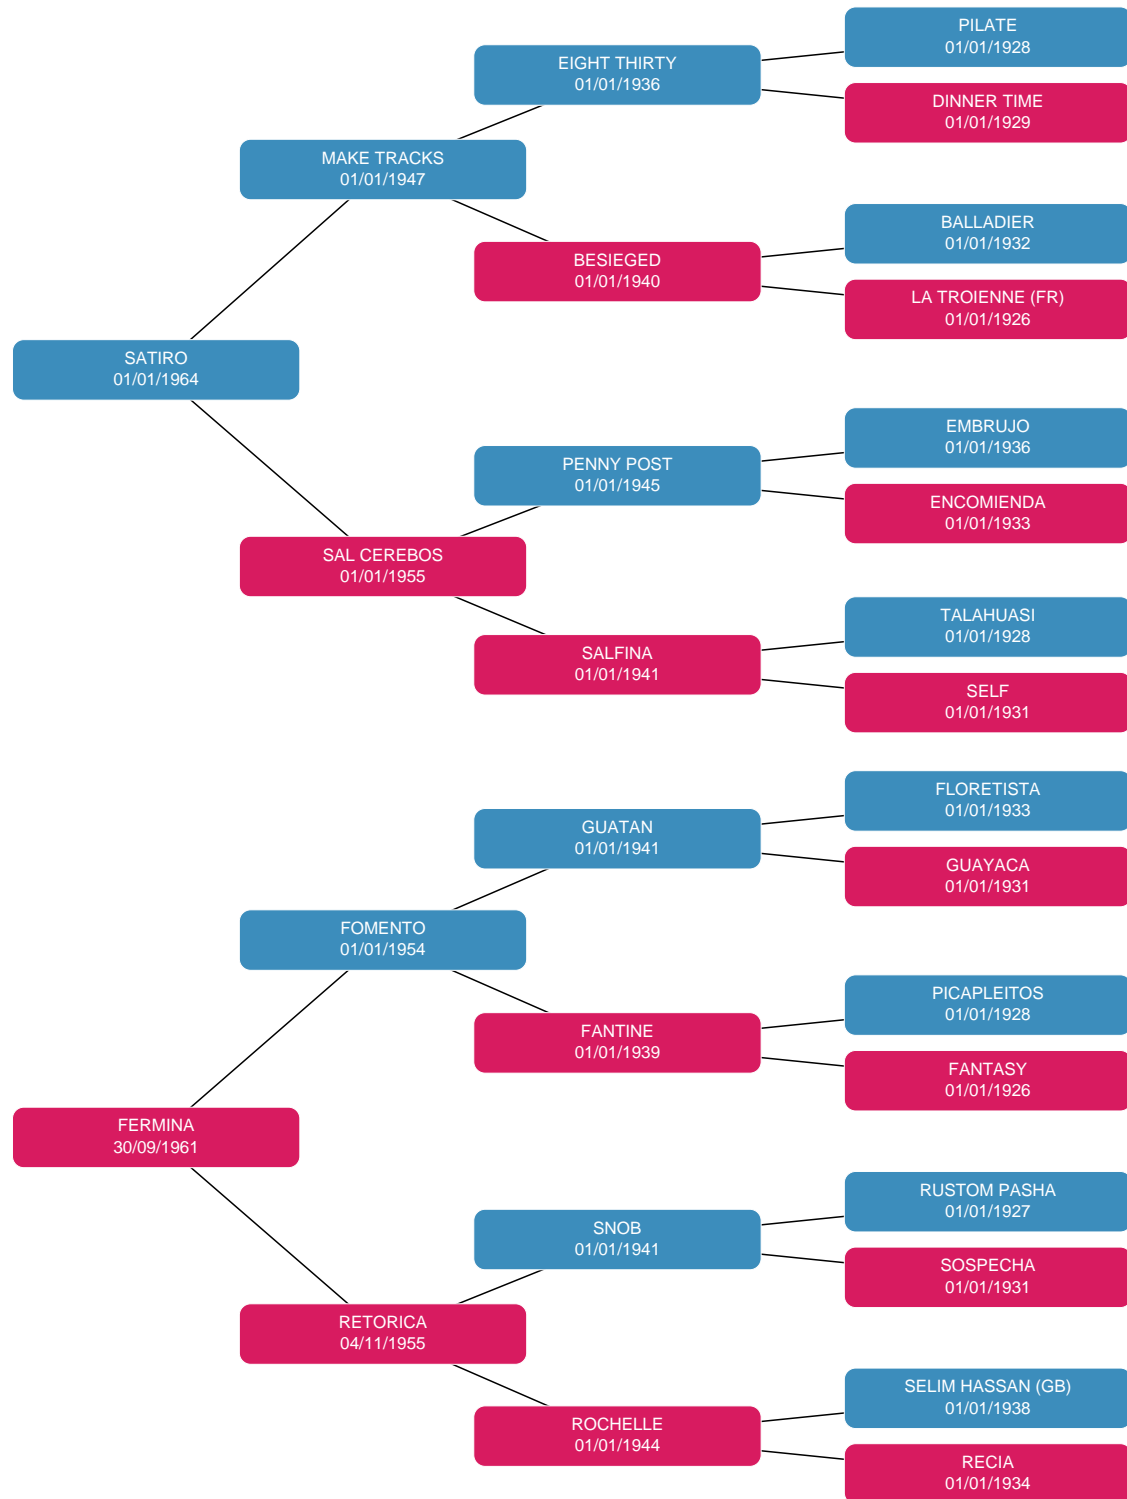 PILATE
01/01/1928
EIGHT THIRTY
01/01/1936
DINNER TIME
01/01/1929
MAKE TRACKS
01/01/1947
BALLADIER
01/01/1932
BESIEGED
01/01/1940
LA TROIENNE (FR)
01/01/1926
SATIRO
01/01/1964
EMBRUJO
01/01/1936
PENNY POST
01/01/1945
ENCOMIENDA
01/01/1933
SAL CEREBOS
01/01/1955
TALAHUASI
01/01/1928
SALFINA
01/01/1941
SELF
01/01/1931
FLORETISTA
01/01/1933
GUATAN
01/01/1941
GUAYACA
01/01/1931
FOMENTO
01/01/1954
PICAPLEITOS
01/01/1928
FANTINE
01/01/1939
FANTASY
01/01/1926
FERMINA
30/09/1961
RUSTOM PASHA
01/01/1927
SNOB
01/01/1941
SOSPECHA
01/01/1931
RETORICA
04/11/1955
SELIM HASSAN (GB)
01/01/1938
ROCHELLE
01/01/1944
RECIA
01/01/1934